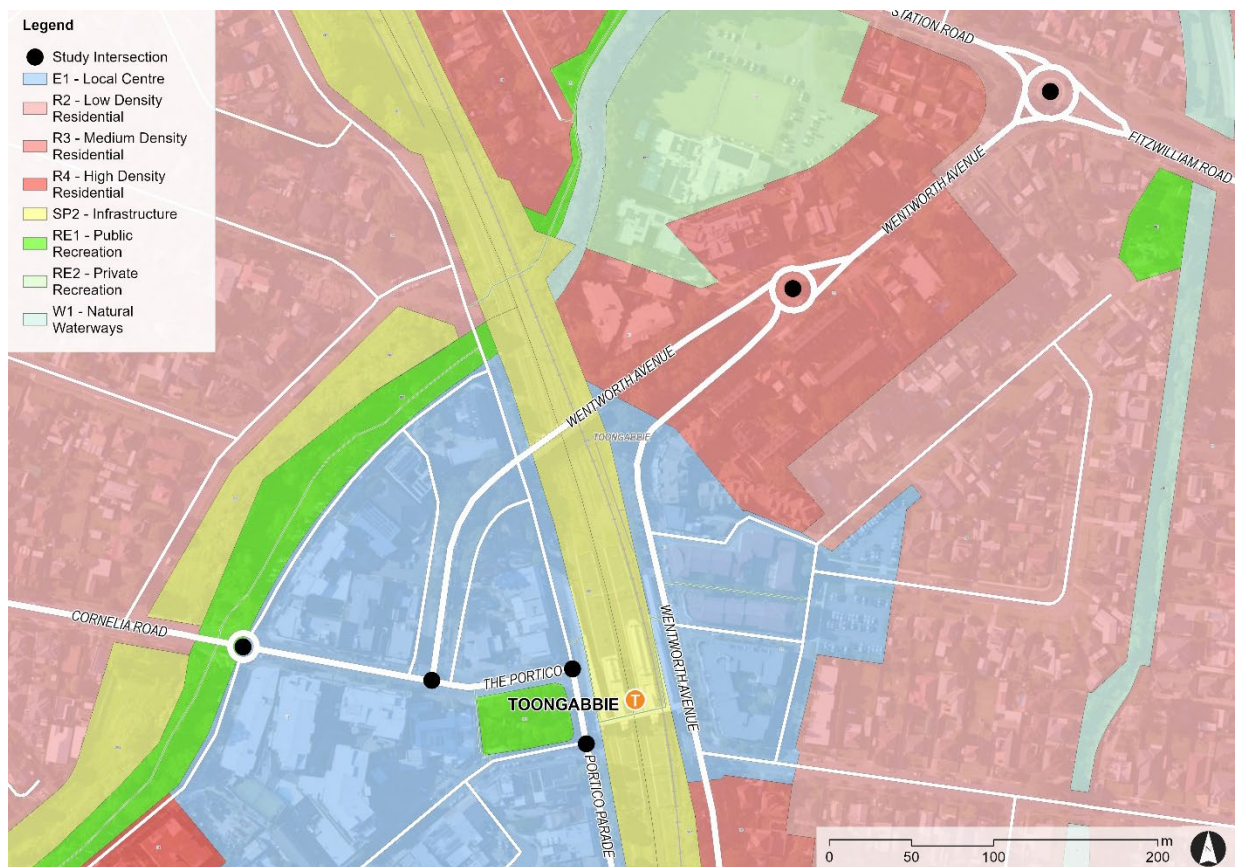 Legend
Study Intersection
E1 - Local Centre
R2 - Low Density
Residential
R3 - Medium Density
Residential
R4 - High Density
Residential
SP2 - Infrastructure
RE1 - Public
Recreation
RE2 - Private
Recreation
W1 - Natural
Waterways
STATION ROAD
FITZWILLIAM ROAD
WENTWORTH AVENUE
WENTWORTH AVENUE
TOONGABBIE
CORNELIA ROAD
THE PORTICO
TOONGABBIE
T
WENTWORTH AVENUE
PORTICO PARADE
m
0 50 100 200